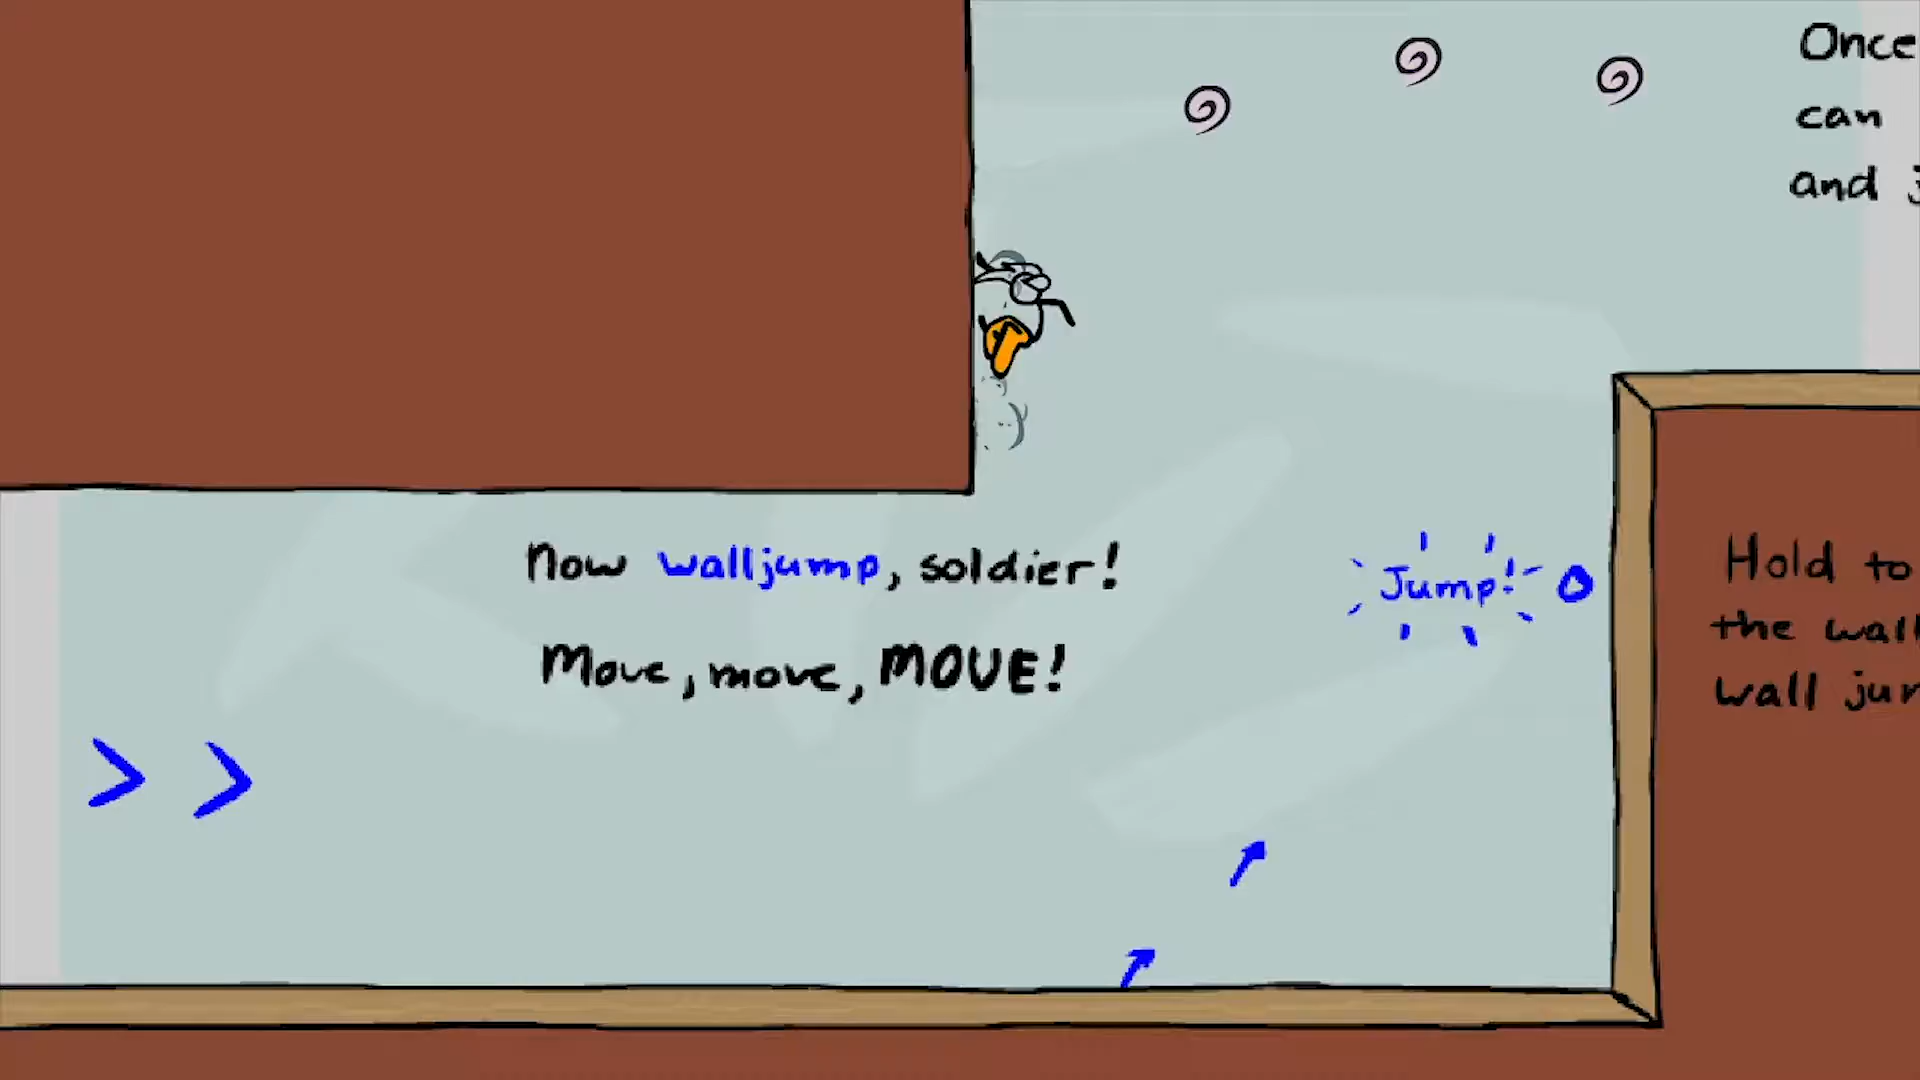 Once
can
and
Now walljump, soldier!
Move, move, MOVE!
Jump!
Hold to
the wall
wall